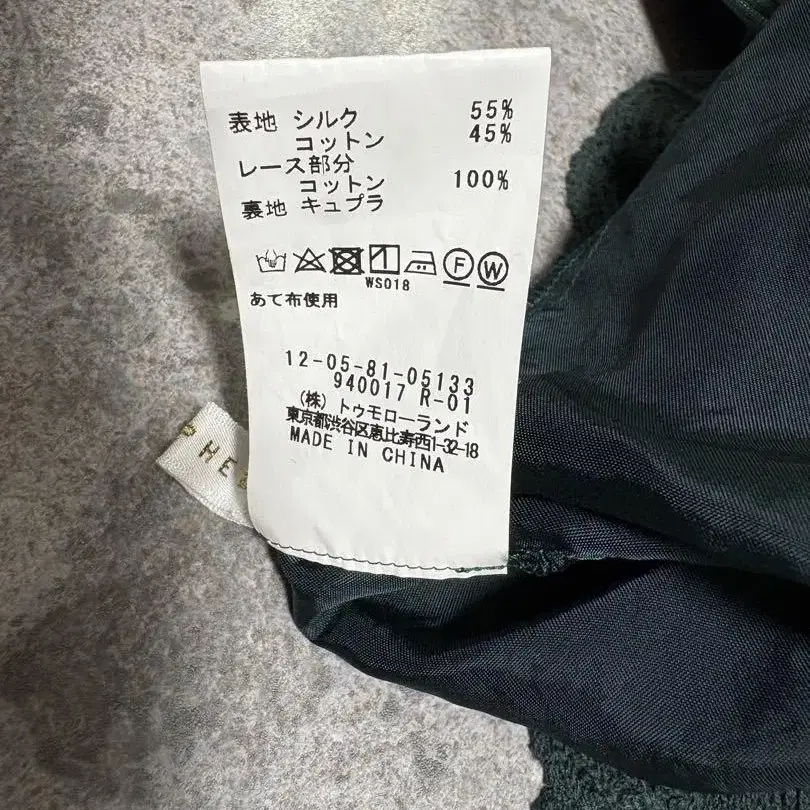 表地 シルク 55%
コットン 45%
レース部分
コットン 100%
裏地 キュプラ
F W
WS018
あて布使用
12-05-81-05133
940017 R-01
(株) トゥモローランド
東京都渋谷区恵比寿西1-32-18
MADE IN CHINA